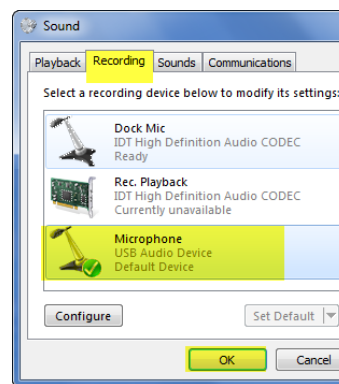 Sound
Playback Recording Sounds Communications
Select a recording device below to modify its settings:
Dock Mic
IDT High Definition Audio CODEC
Ready
Rec. Playback
IDT High Definition Audio CODEC
Currently unavailable
Microphone
USB Audio Device
Default Device
Configure Set Default
OK Cancel